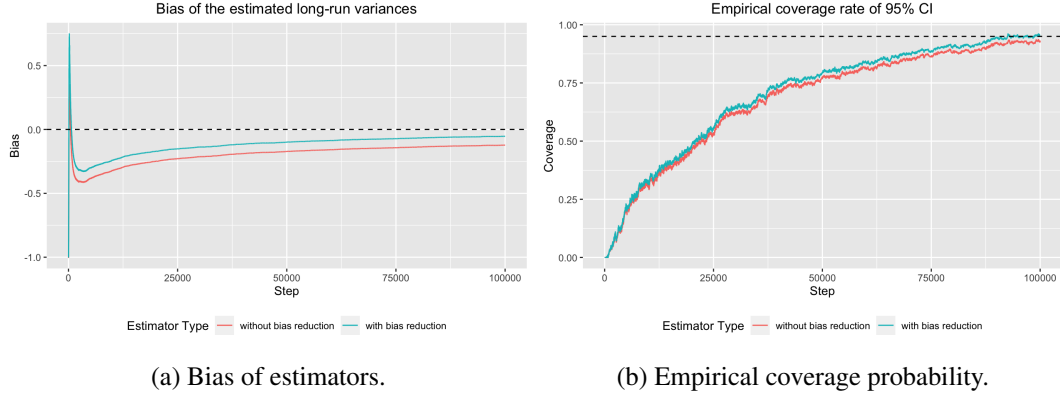 Bias of the estimated long-run variances
0.5
0.0
-0.5
-1.0
Bias
0
25000
50000
75000
100000
Step
Estimator Type
without bias reduction
with bias reduction
(a) Bias of estimators.
Empirical coverage rate of 95% CI
1.00
0.75
0.50
0.25
0.00
Coverage
0
25000
50000
75000
100000
Step
Estimator Type
without bias reduction
with bias reduction
(b) Empirical coverage probability.